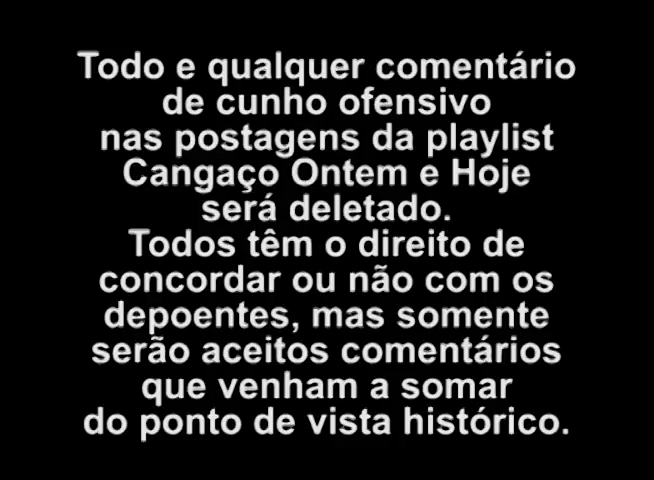 Todo e qualquer comentário
de cunho ofensivo
nas postagens da playlist
Cangaço Ontem e Hoje
será deletado.
Todos têm o direito de
concordar ou não com os
depoentes, mas somente
serão aceitos comentários
que venham a somar
do ponto de vista histórico.